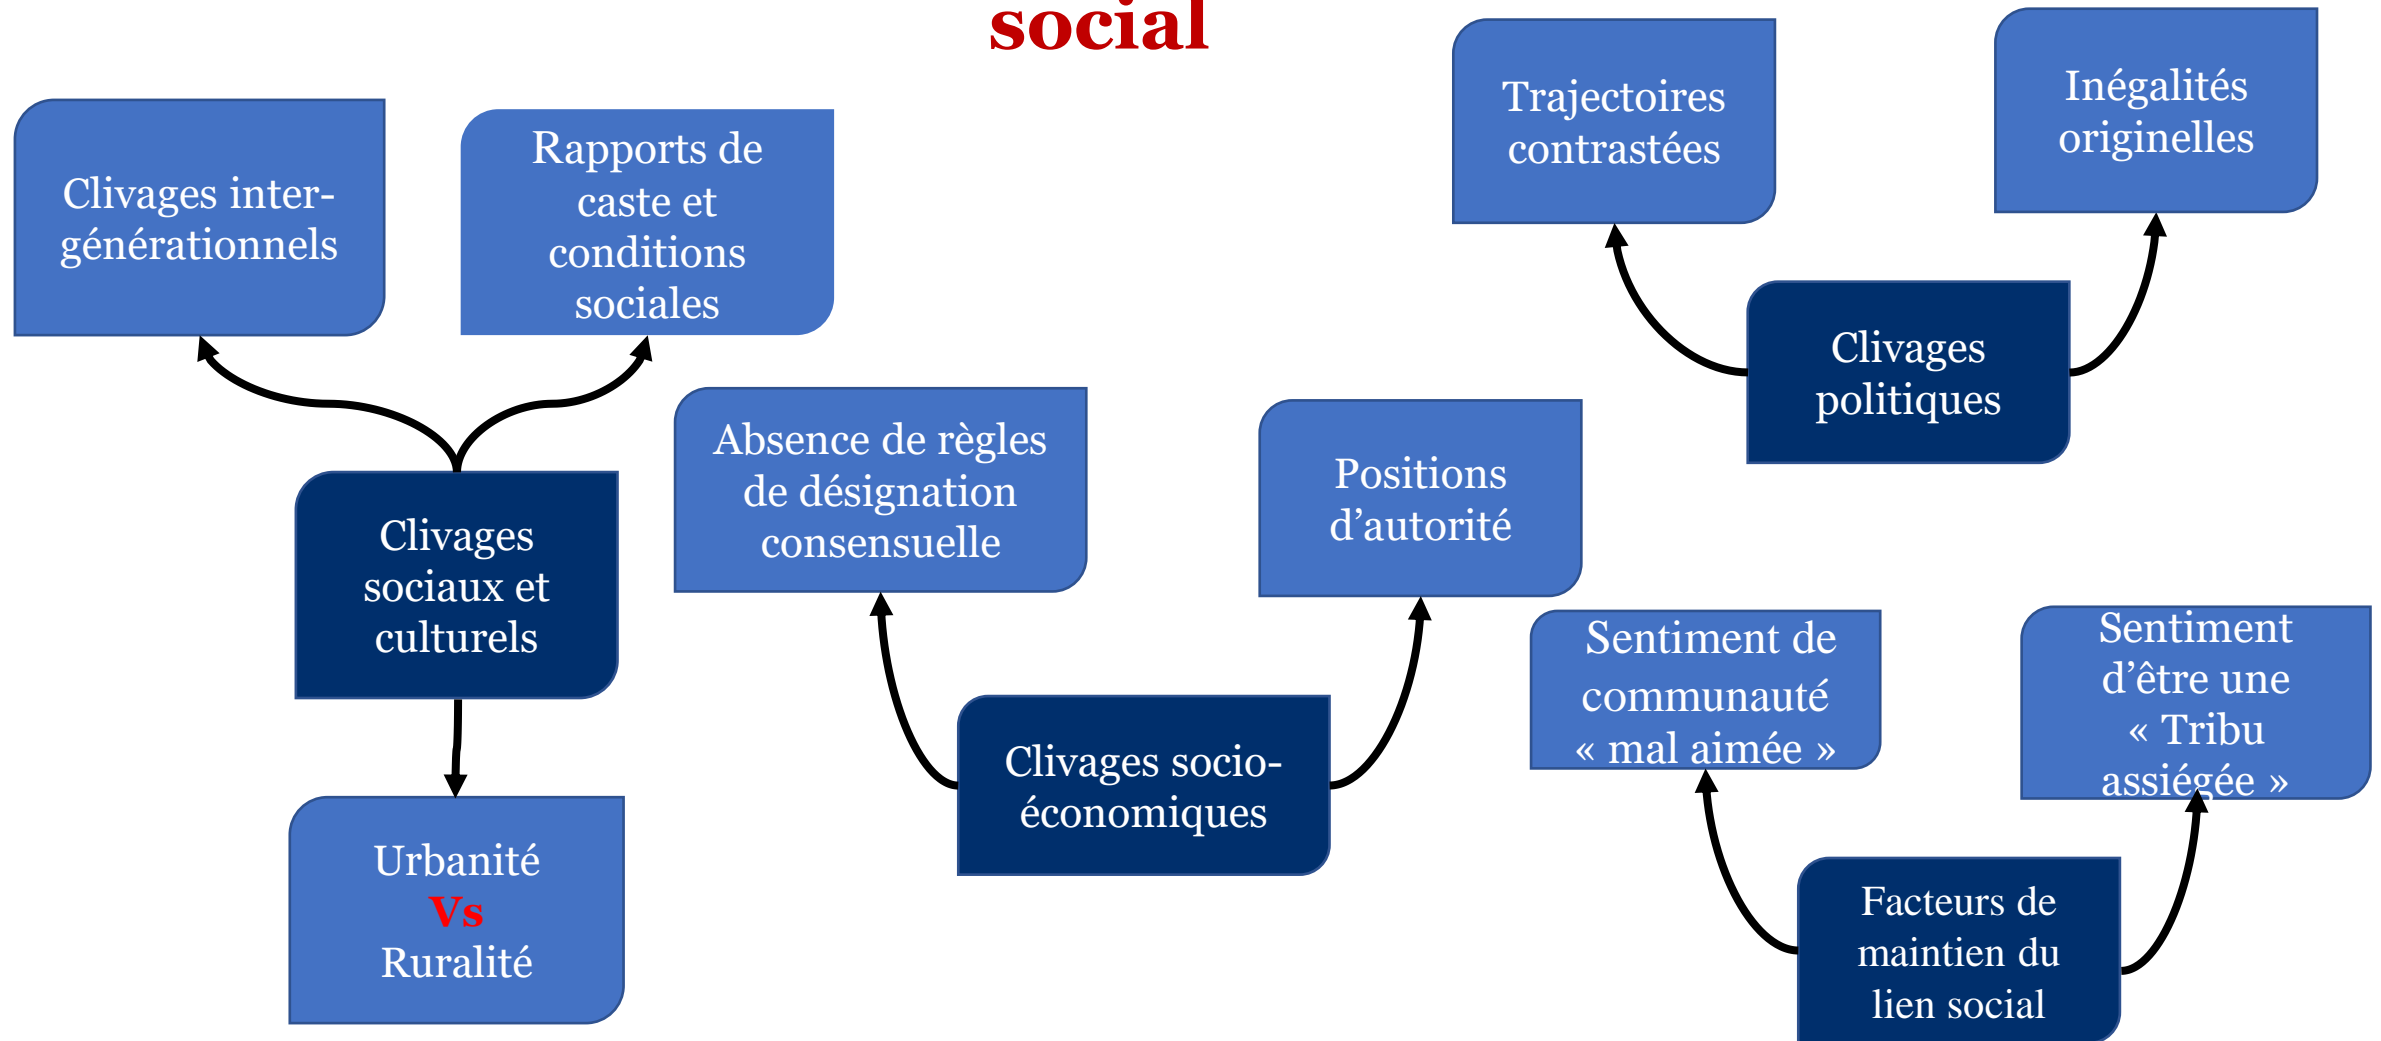 social
Clivages inter-
générationnels
Rapports de
caste et
conditions
sociales
Trajectoires
contrastées
Inégalités
originelles
Clivages
politiques
Absence de règles
de désignation
consensuelle
Positions
d’autorité
Clivages
sociaux et
culturels
Clivages socio-
économiques
Sentiment de
communauté
« mal aimée »
Sentiment
d’être une
« Tribu
assiégée »
Urbanité
Vs
Ruralité
Facteurs de
maintien du
lien social